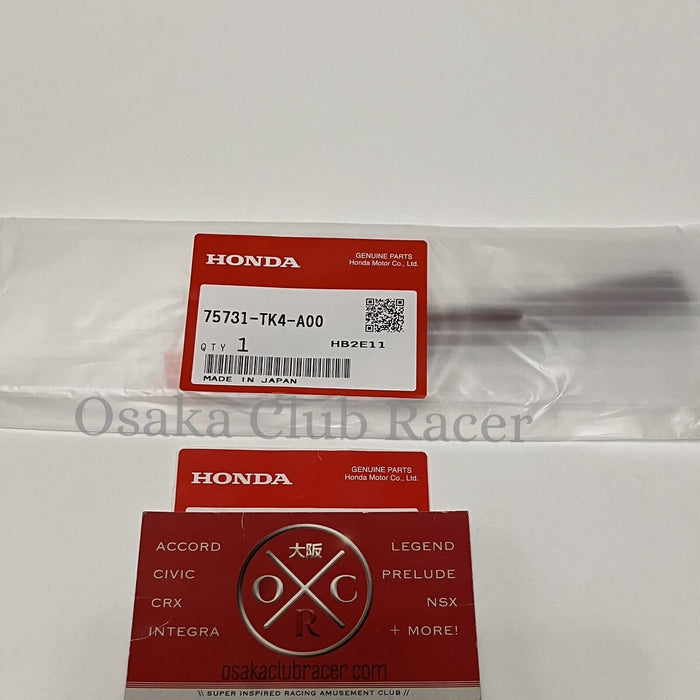 HONDA
GENUINE PARTS
Honda Motor Co., Ltd.
75731-TK4-A00
QTY 1
HB2E11
MADE IN JAPAN
Osaka Club Racer
HONDA
GENUINE PARTS
Honda Motor Co., Ltd.
ACCORD
CIVIC
CRX
INTEGRA
大阪
O C
R
LEGEND
PRELUDE
NSX
+ MORE!
osakaclubracer.com
\\ SUPER INSPIRED RACING AMUSEMENT CLUB //